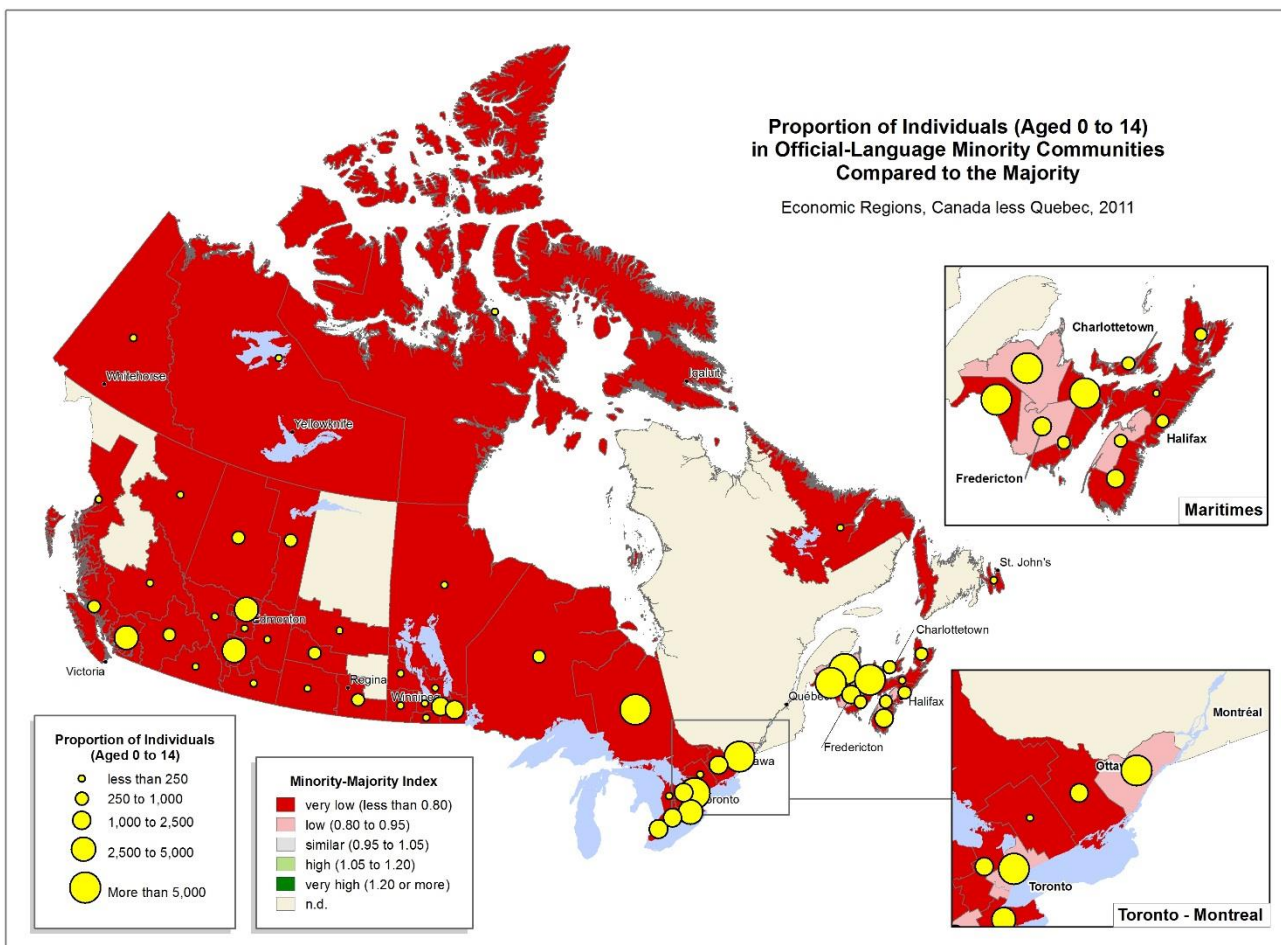 Proportion of Individuals (Aged 0 to 14)
in Official-Language Minority Communities
Compared to the Majority
Economic Regions, Canada less Quebec, 2011
Charlottetown
Halifax
Fredericton
Maritimes
Whitehorse
Iqaluit
Yellowknife
St. John's
Edmonton
Charlottetown
Victoria
Regina
Winnipeg
Québec
Halifax
Fredericton
Toronto
Montréal
Toronto
Toronto - Montreal
Proportion of Individuals
(Aged 0 to 14)
less than 250
250 to 1,000
1,000 to 2,500
2,500 to 5,000
More than 5,000
Minority-Majority Index
very low (less than 0.80)
low (0.80 to 0.95)
similar (0.95 to 1.05)
high (1.05 to 1.20)
very high (1.20 or more)
n.d.